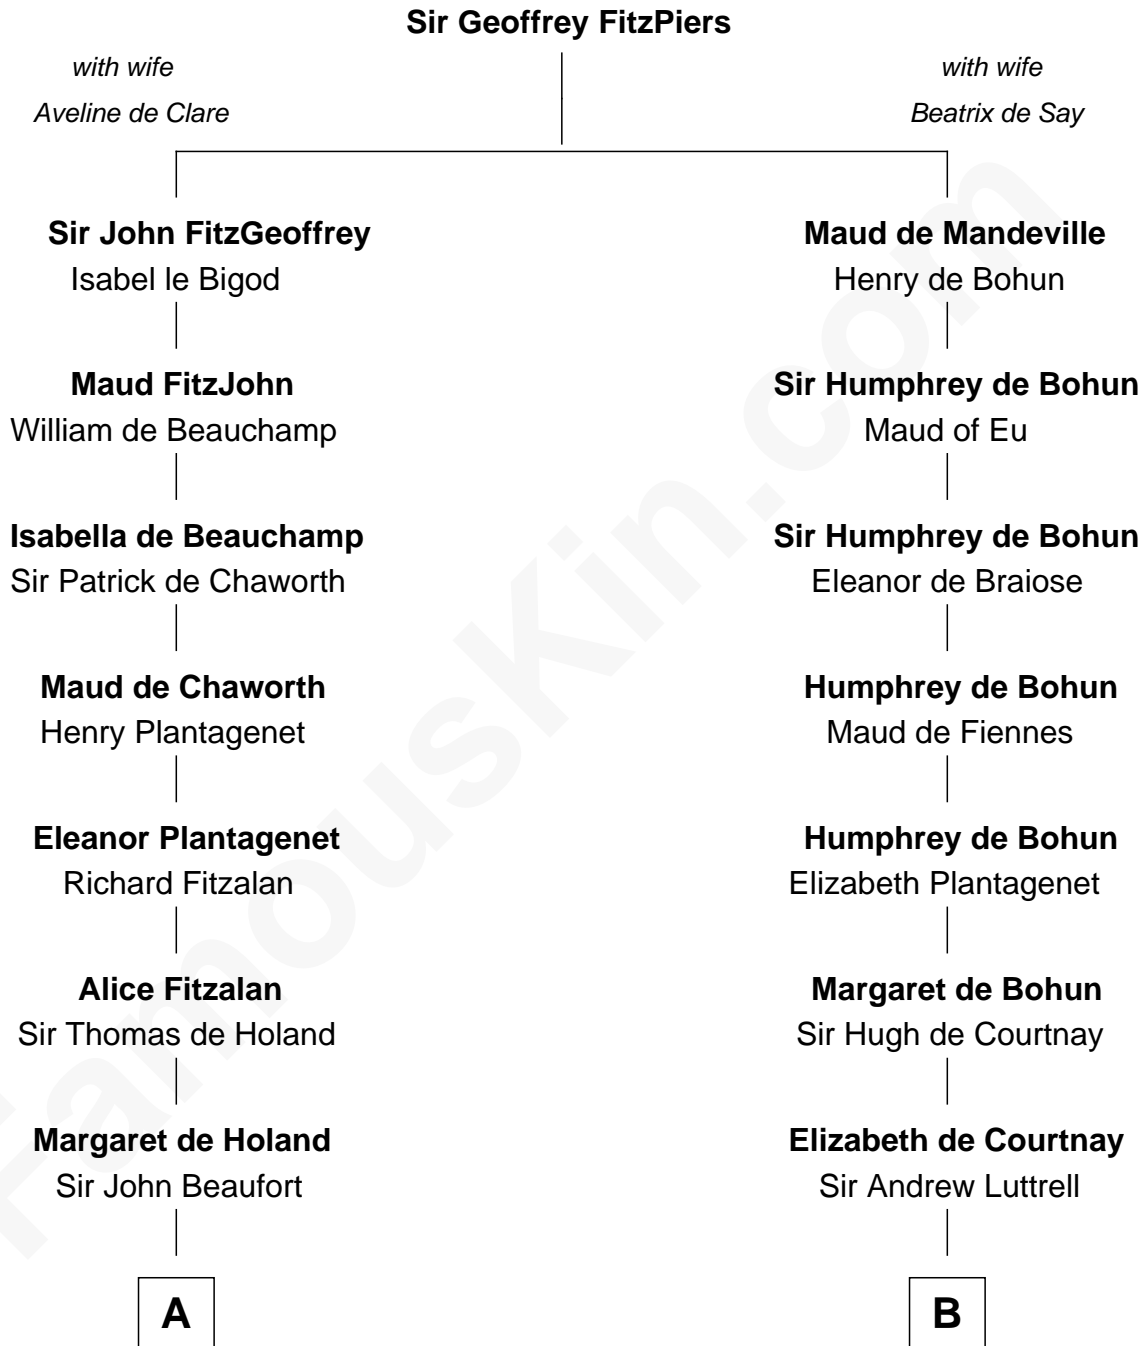 Sir Geoffrey FitzPiers
with wife
Aveline de Clare
with wife
Beatrix de Say
Sir John FitzGeoffrey
Isabel le Bigod
Maud de Mandeville
Henry de Bohun
Maud FitzJohn
William de Beauchamp
Sir Humphrey de Bohun
Maud of Eu
Isabella de Beauchamp
Sir Patrick de Chaworth
Sir Humphrey de Bohun
Eleanor de Braiose
Maud de Chaworth
Henry Plantagenet
Humphrey de Bohun
Maud de Fiennes
Eleanor Plantagenet
Richard Fitzalan
Humphrey de Bohun
Elizabeth Plantagenet
Alice Fitzalan
Sir Thomas de Holand
Margaret de Bohun
Sir Hugh de Courtnay
Margaret de Holand
Sir John Beaufort
Elizabeth de Courtnay
Sir Andrew Luttrell
A
B
FamousKin.com